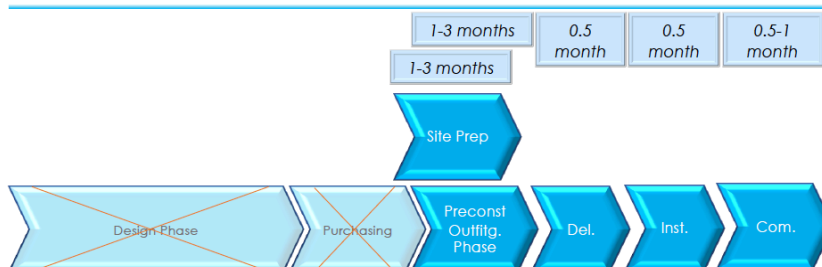 1-3 months
0.5
month
0.5
month
0.5-1
month
1-3 months
Site Prep
Design Phase
Purchasing
Preconst
Outfitg.
Phase
Del.
Inst.
Com.